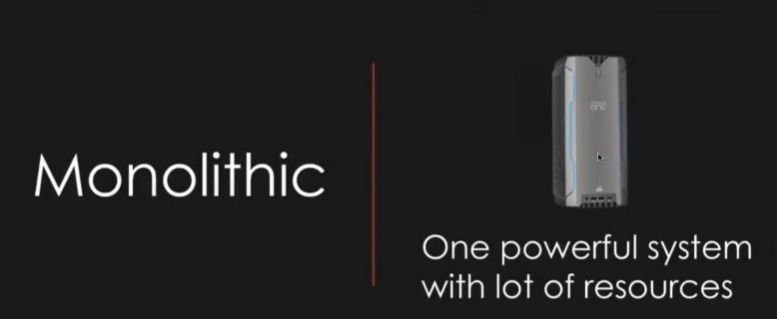 Monolithic
One powerful system
with lot of resources